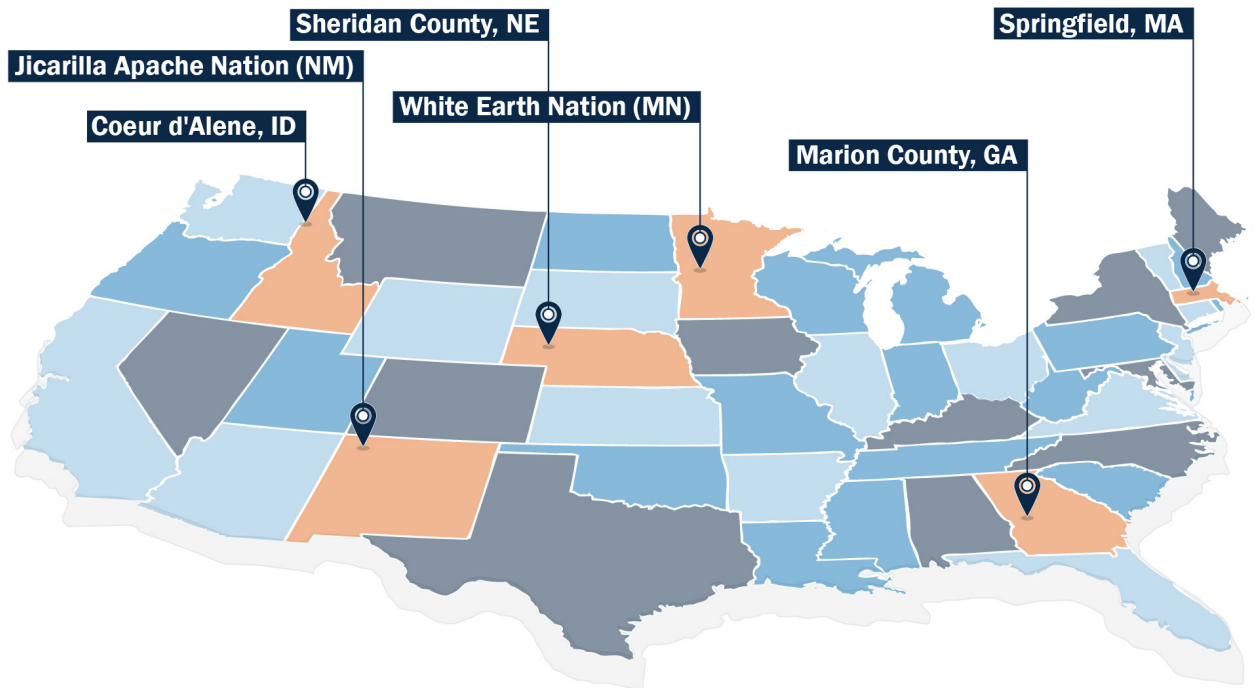 Sheridan County, NE
Springfield, MA
Jicarilla Apache Nation (NM)
White Earth Nation (MN)
Coeur d'Alene, ID
Marion County, GA